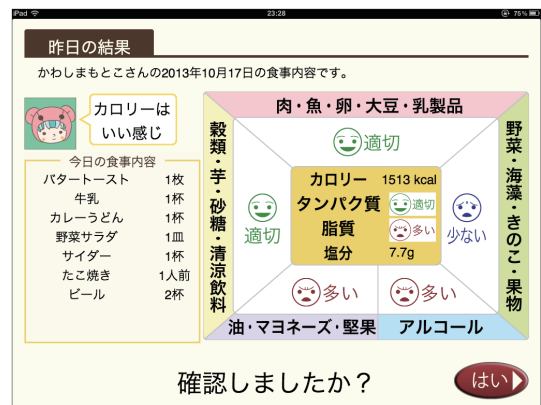 iPad 23:28 75%
昨日の結果
かわしまもとこさんの2013年10月17日の食事内容です。
カロリーは
いい感じ
今日の食事内容
バタートースト 1枚
牛乳 1杯
カレーうどん 1杯
野菜サラダ 1皿
サイダー 1杯
たこ焼き 1人前
ビール 2杯
肉・魚・卵・大豆・乳製品
適切
穀類・芋・砂糖・清涼飲料
適切
カロリー 1513 kcal
タンパク質 適切
脂質 多い
塩分 7.7g
少ない
野菜・海藻・きのこ・果物
多い
多い
油・マヨネーズ・堅果
アルコール
確認しましたか？
はい